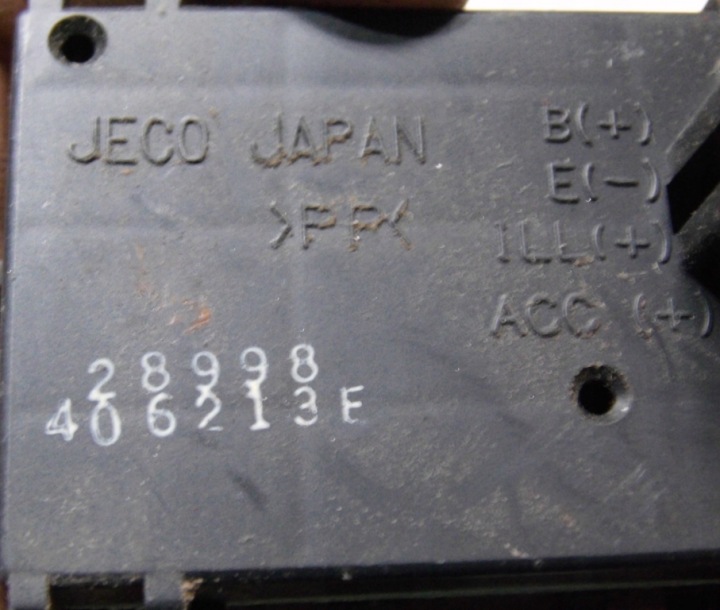 JECO JAPAN
>PP<
B(+)
E(-)
ILL(+)
ACC (+)
28998
406213E